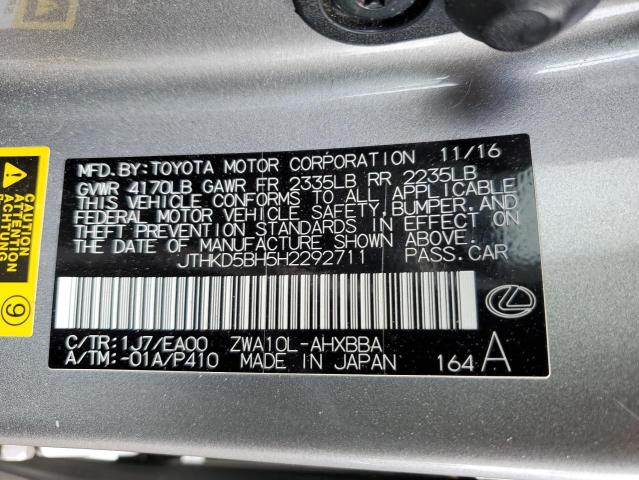 MFD. BY: TOYOTA MOTOR CORPORATION 11/16
GVWR 4170LB GAWR FR 2335LB RR 2235LB
THIS VEHICLE CONFORMS TO ALL APPLICABLE
FEDERAL MOTOR VEHICLE SAFETY, BUMPER, AND
THEFT PREVENTION STANDARDS IN EFFECT ON
THE DATE OF MANUFACTURE SHOWN ABOVE.
JTHKD5BH5H2292711 PASS. CAR
C/TR: 1J7/EA00 ZWA10L-AHXBBA
A/TM: -01A/P410 MADE IN JAPAN 164 A
CAUTION
ACHTUNG
ATTENTION
9